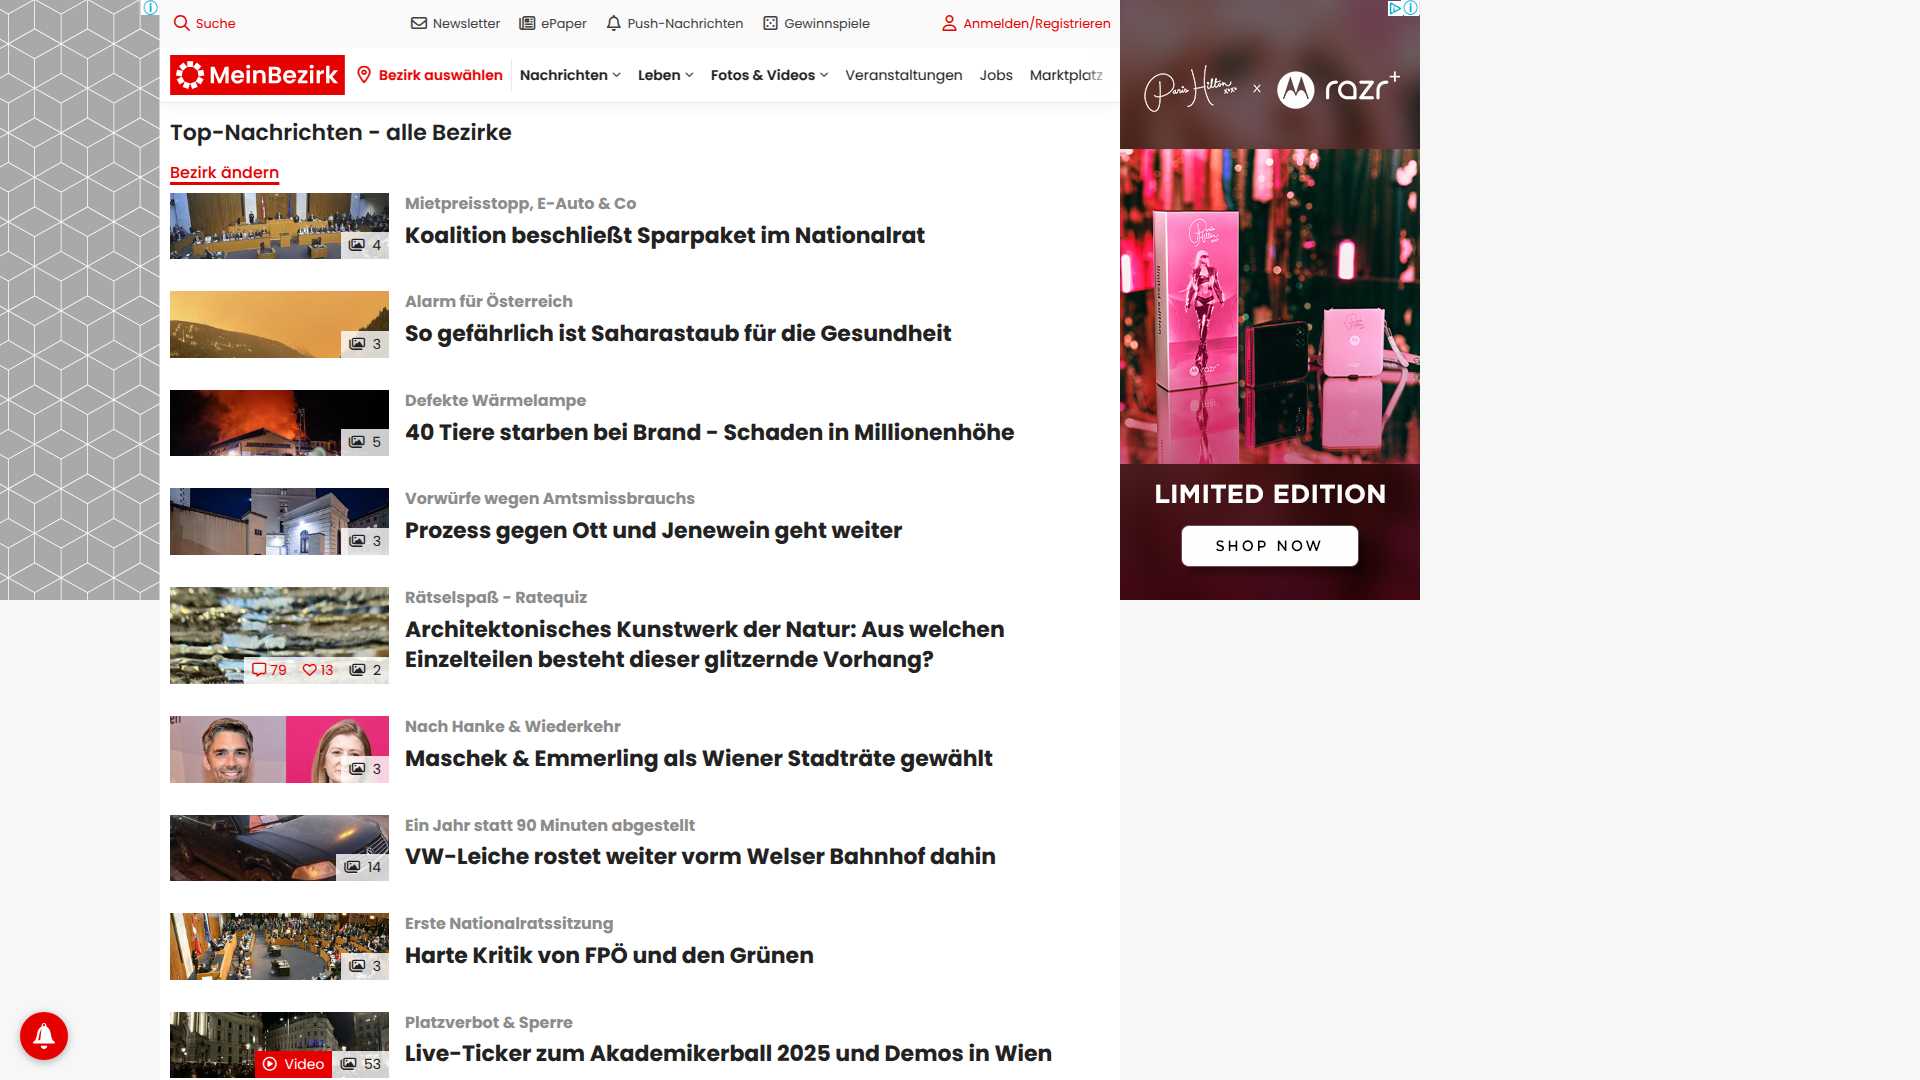 Suche
Newsletter
ePaper
Push-Nachrichten
Gewinnspiele
Anmelden/Registrieren
MeinBezirk
Bezirk auswählen
Nachrichten
Leben
Fotos & Videos
Veranstaltungen
Jobs
Marktplatz
Top-Nachrichten - alle Bezirke
Bezirk ändern
4
Mietpreisstopp, E-Auto & Co
Koalition beschließt Sparpaket im Nationalrat
3
Alarm für Österreich
So gefährlich ist Saharastaub für die Gesundheit
5
Defekte Wärmelampe
40 Tiere starben bei Brand - Schaden in Millionenhöhe
3
Vorwürfe wegen Amtsmissbrauchs
Prozess gegen Ott und Jenewein geht weiter
79 13 2
Rätselspaß - Ratequiz
Architektonisches Kunstwerk der Natur: Aus welchen
Einzelteilen besteht dieser glitzernde Vorhang?
3
Nach Hanke & Wiederkehr
Maschek & Emmerling als Wiener Stadträte gewählt
14
Ein Jahr statt 90 Minuten abgestellt
VW-Leiche rostet weiter vorm Welser Bahnhof dahin
3
Erste Nationalratssitzung
Harte Kritik von FPÖ und den Grünen
Video 53
Platzverbot & Sperre
Live-Ticker zum Akademikerball 2025 und Demos in Wien
Paris Hilton x razr+
LIMITED EDITION
SHOP NOW